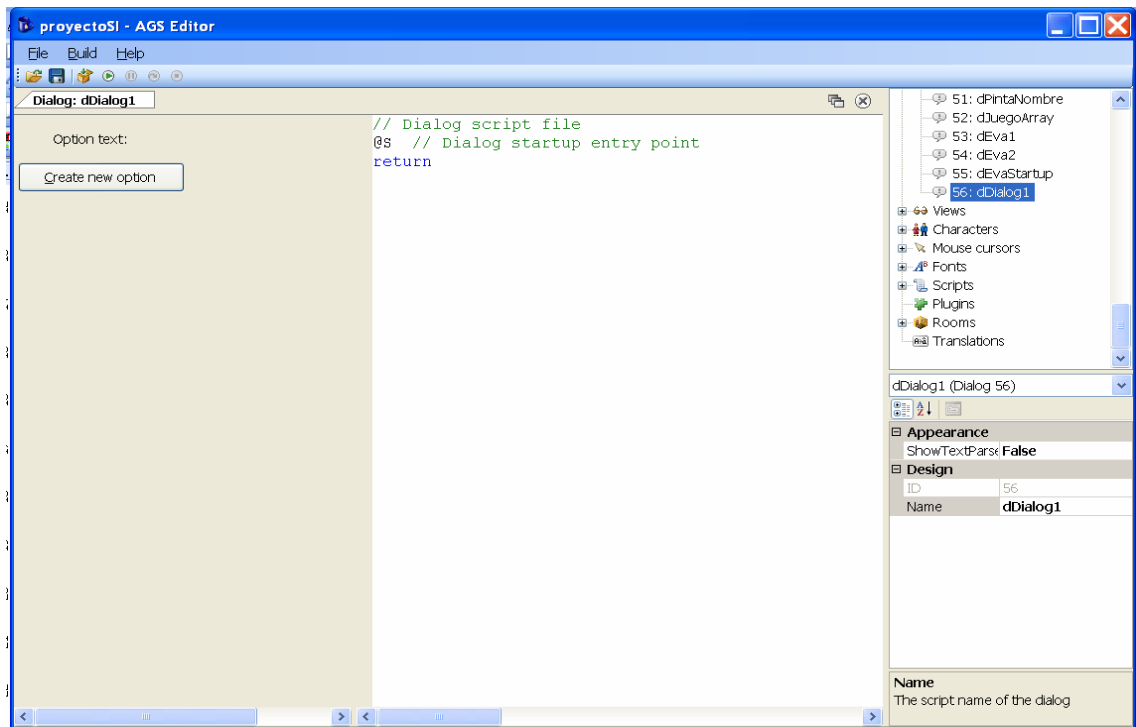 proyectoSI - AGS Editor
File Build Help
Dialog: dDialog1
Option text:
Create new option
// Dialog script file
@S // Dialog startup entry point
return
51: dPintaNombre
52: dJuegoArray
53: dEva1
54: dEva2
55: dEvaStartup
56: dDialog1
Views
Characters
Mouse cursors
Fonts
Scripts
Plugins
Rooms
Translations
dDialog1 (Dialog 56)
Appearance
ShowTextParse False
Design
ID 56
Name dDialog1
Name
The script name of the dialog